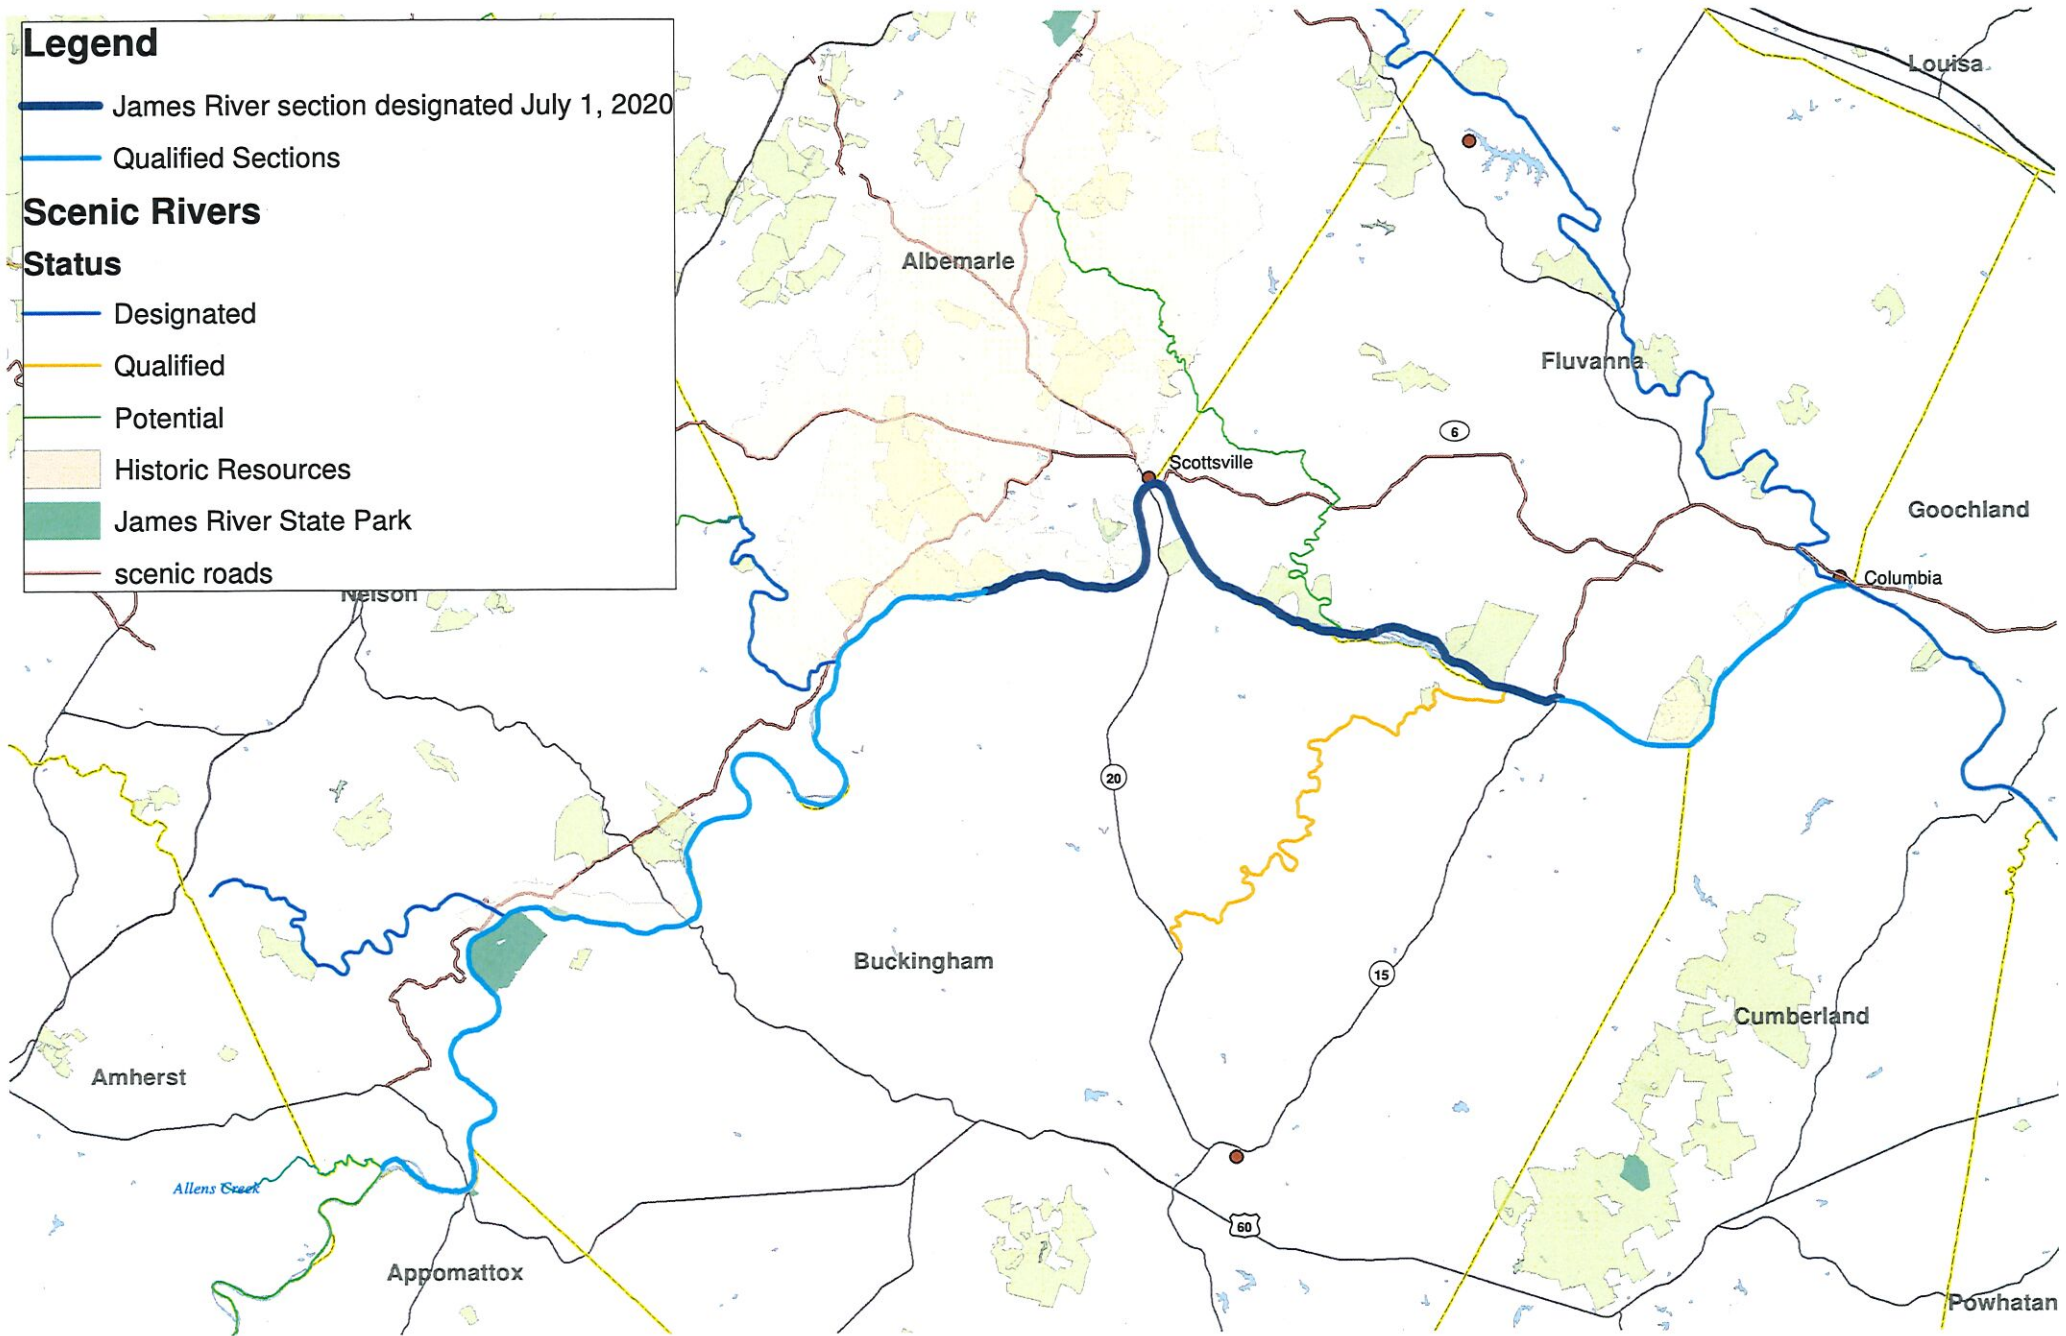 Legend
James River section designated July 1, 2020
Qualified Sections
Scenic Rivers
Status
Designated
Qualified
Potential
Historic Resources
James River State Park
scenic roads
Louisa
Albemarle
Fluvanna
6
Scottsville
Goochland
Columbia
Nelson
20
Buckingham
15
Cumberland
Amherst
Allens Creek
60
Appomattox
Powhatan